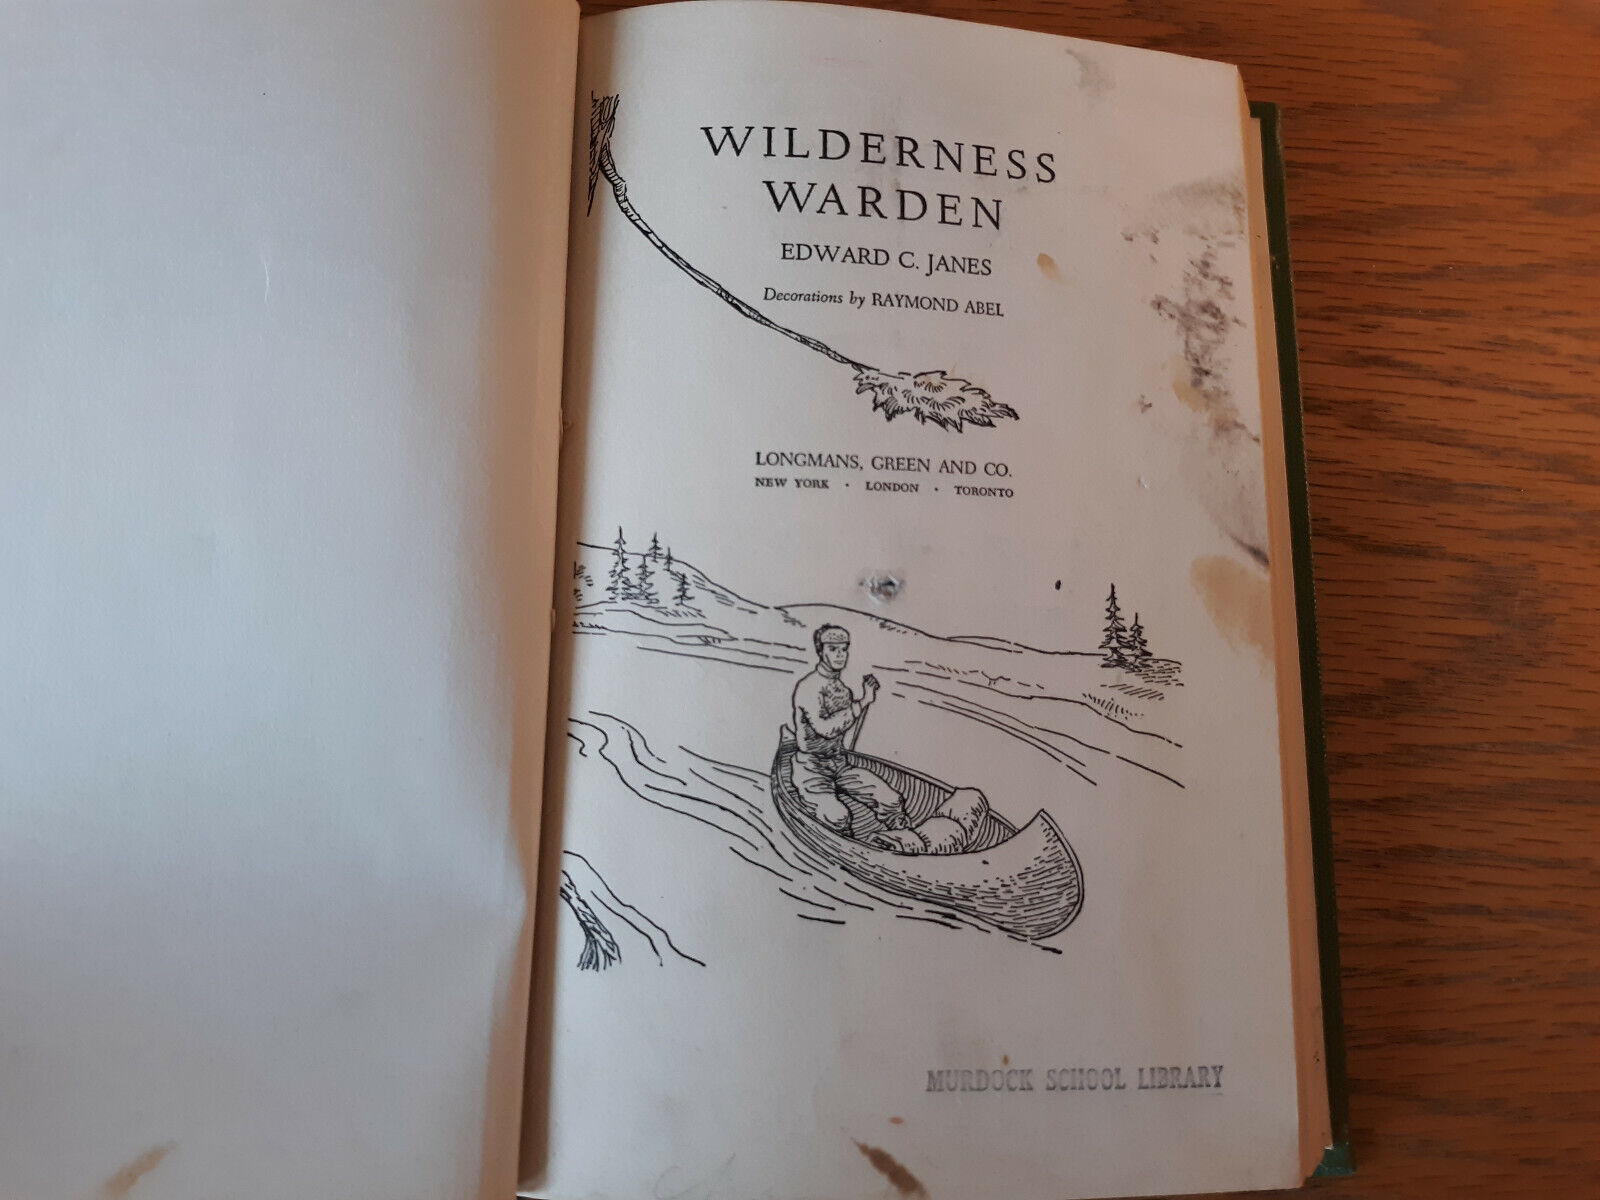 WILDERNESS
WARDEN
EDWARD C. JANES
Decorations by RAYMOND ABEL
LONGMANS, GREEN AND CO.
NEW YORK · LONDON · TORONTO
MURDOCK SCHOOL LIBRARY